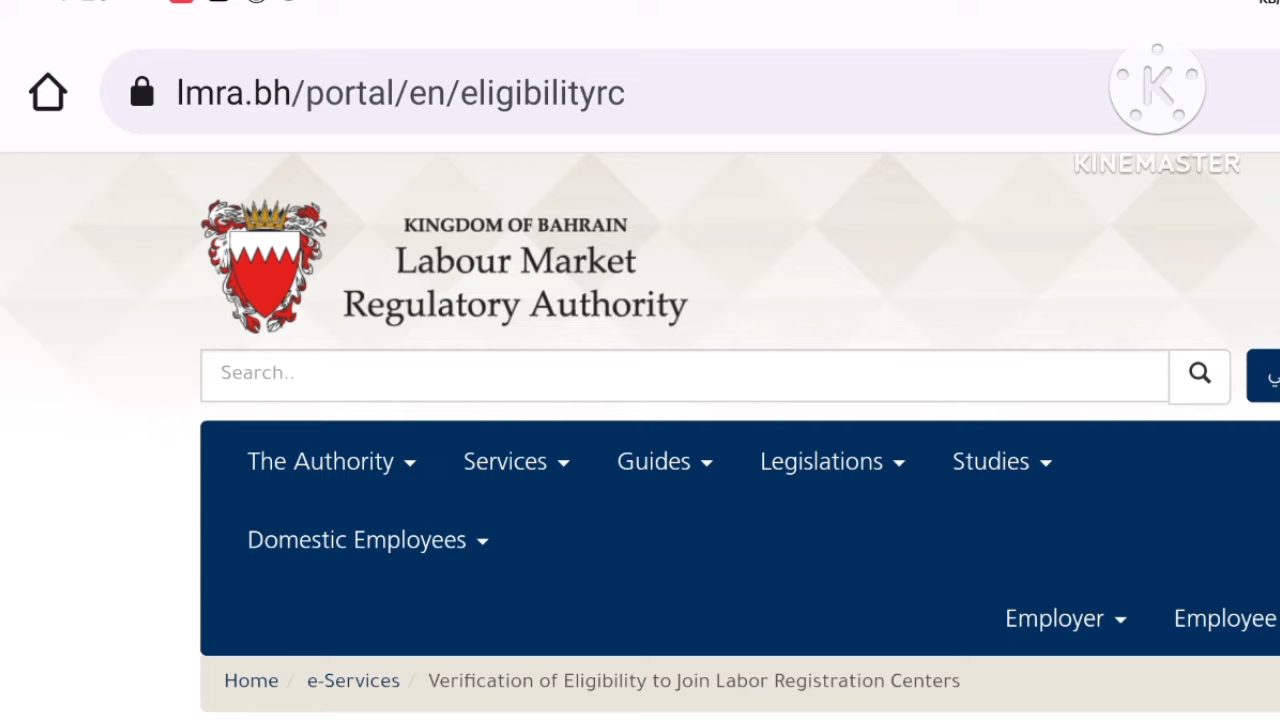 lmra.bh/portal/en/eligibilityrc
K
KINEMASTER
KINGDOM OF BAHRAIN
Labour Market
Regulatory Authority
Search..
The Authority
Services
Guides
Legislations
Studies
Domestic Employees
Employer
Employee
Home / e-Services / Verification of Eligibility to Join Labor Registration Centers